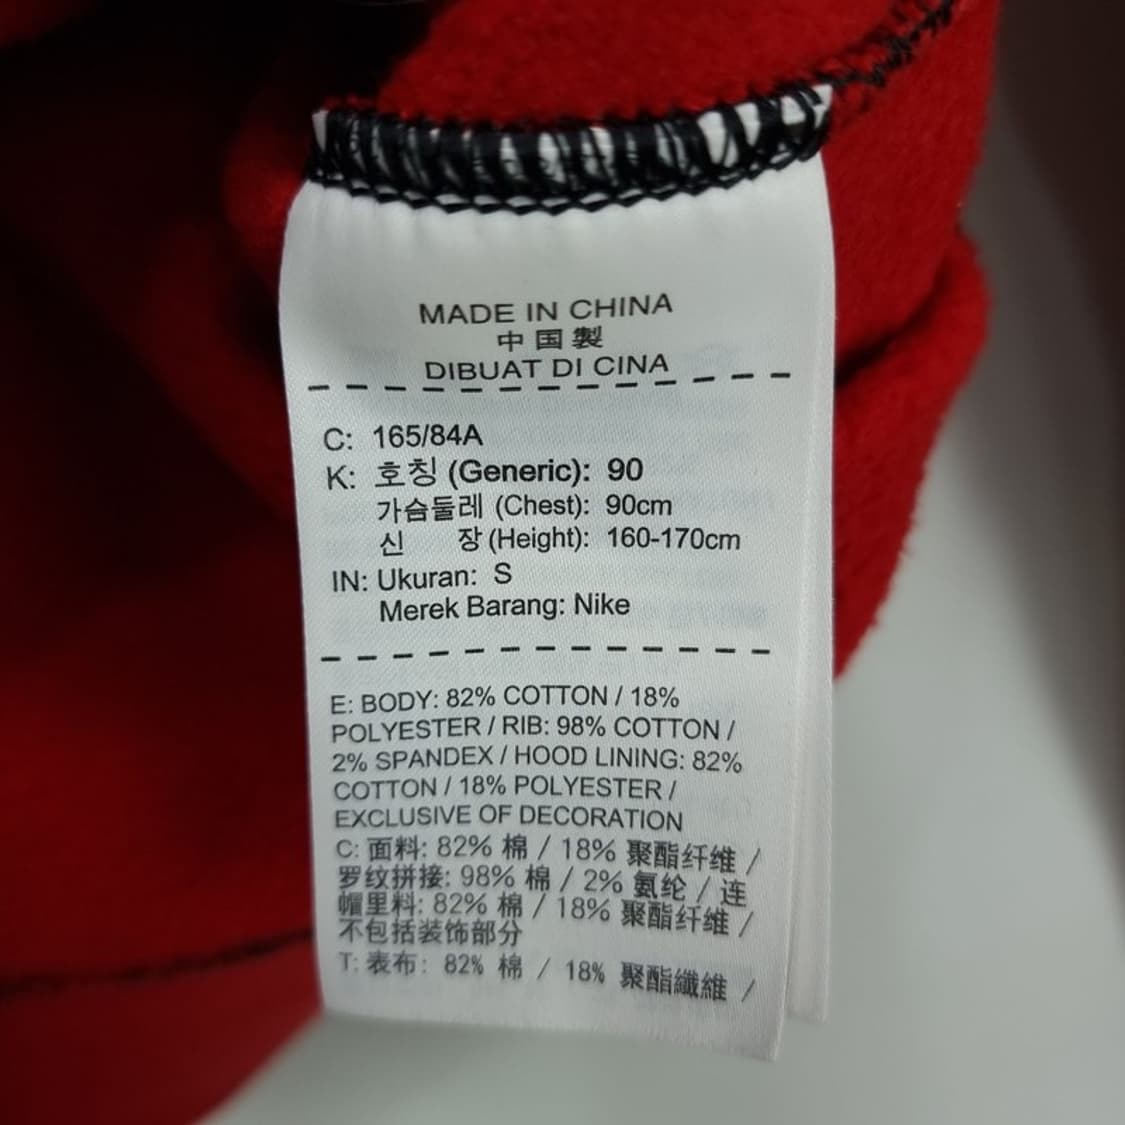 MADE IN CHINA
中国製
DIBUAT DI CINA
C: 165/84A
K: 호칭 (Generic): 90
가슴둘레 (Chest): 90cm
신 장 (Height): 160-170cm
IN: Ukuran: S
Merek Barang: Nike
E: BODY: 82% COTTON / 18%
POLYESTER / RIB: 98% COTTON /
2% SPANDEX / HOOD LINING: 82%
COTTON / 18% POLYESTER /
EXCLUSIVE OF DECORATION
C: 面料: 82% 棉 / 18% 聚酯纤维 /
罗纹拼接: 98% 棉 / 2% 氨纶 / 连
帽里料: 82% 棉 / 18% 聚酯纤维 /
不包括装饰部分
T: 表布: 82% 棉 / 18% 聚酯纖維 /